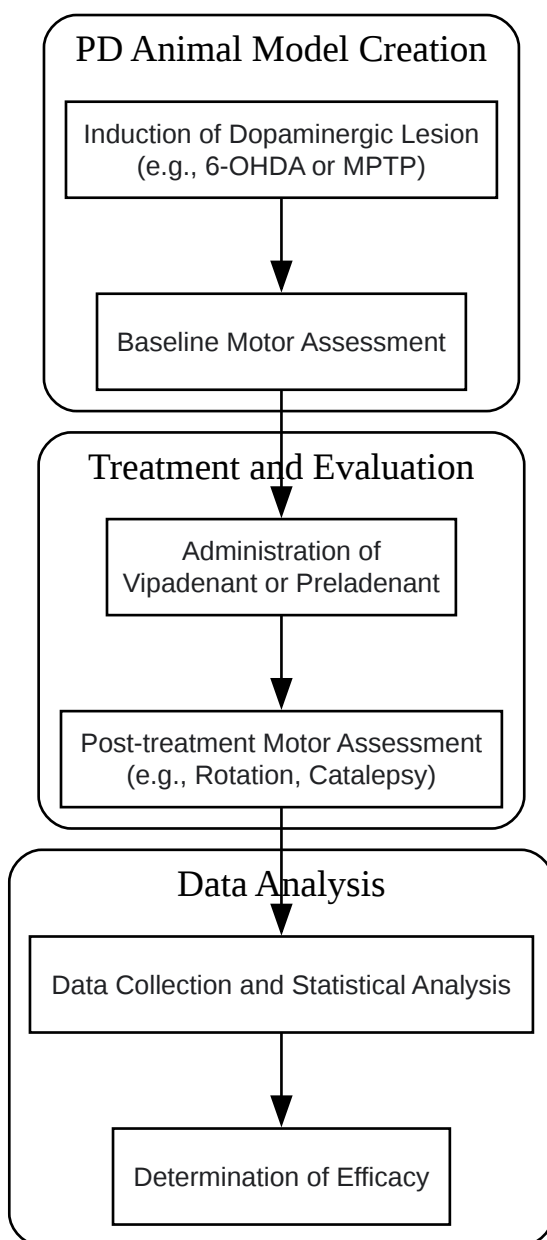 PD Animal Model Creation
Induction of Dopaminergic Lesion
(e.g., 6-OHDA or MPTP)
Baseline Motor Assessment
Treatment and Evaluation
Administration of
Vipadenant or Preladenant
Post-treatment Motor Assessment
(e.g., Rotation, Catalepsy)
Data Analysis
Data Collection and Statistical Analysis
Determination of Efficacy